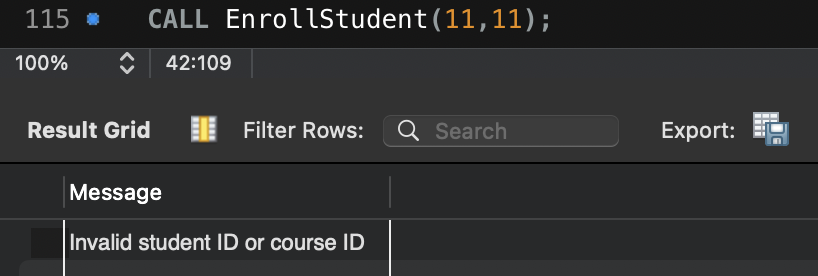 115 CALL EnrollStudent(11,11);
100% 42:109
Result Grid Filter Rows: Search Export:
Message
Invalid student ID or course ID